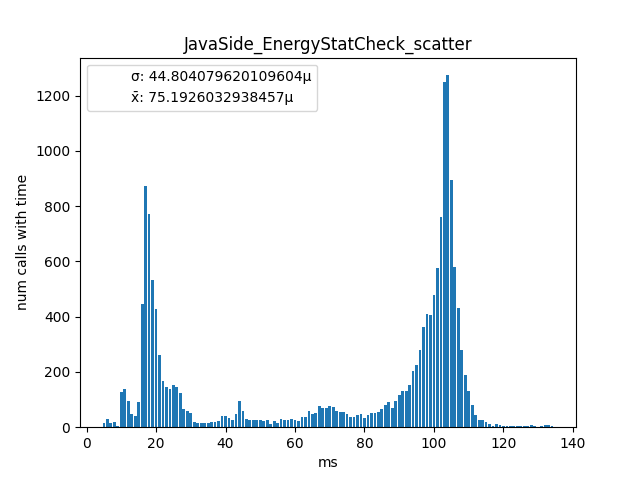 JavaSide_EnergyStatCheck_scatter
σ: 44.804079620109604μ
x̄: 75.1926032938457μ
num calls with time
1200
1000
800
600
400
200
0
0 20 40 60 80 100 120 140
ms